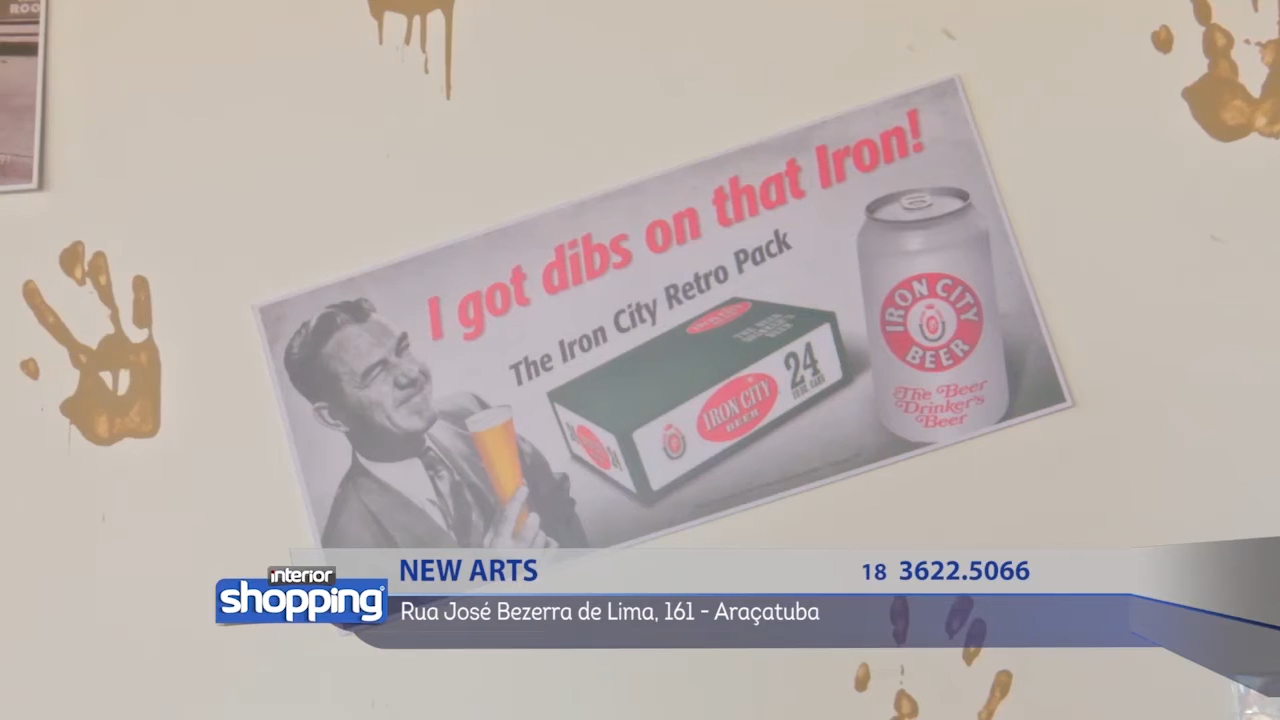 ROO
I got dibs on that Iron!
The Iron City Retro Pack
IRON CITY
BEER
24
IRON CITY
BEER
The Beer
Drinker's
Beer
interior
shopping
NEW ARTS
18 3622.5066
Rua José Bezerra de Lima, 161 - Araçatuba